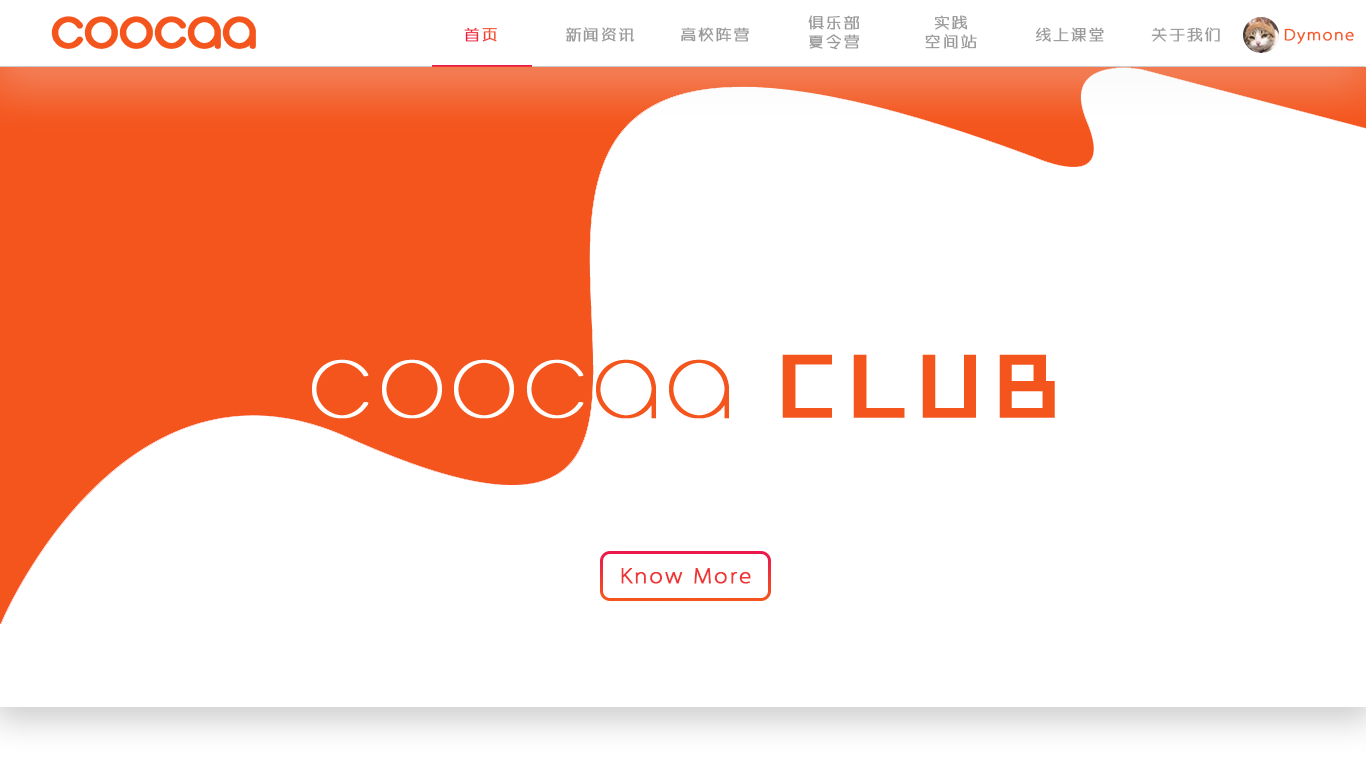 coocaa
首页
新闻资讯
高校阵营
俱乐部
夏令营
实践
空间站
线上课堂
关于我们
Dymone
coocaa CLUB
Know More